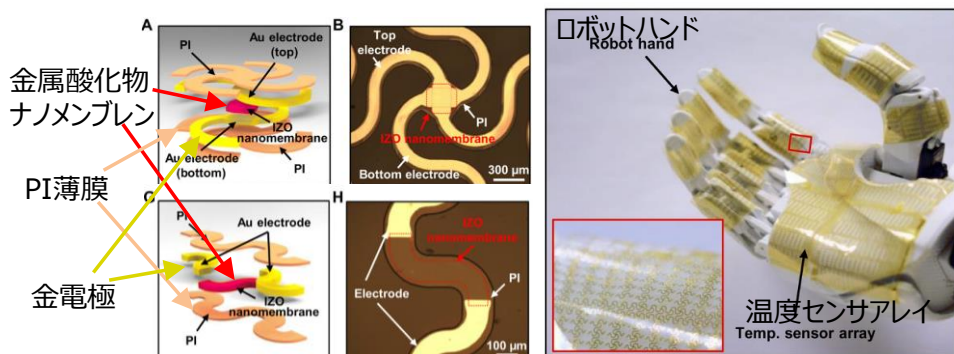 金属酸化物
ナノメンブレン
PI薄膜
金電極
A
PI
Au electrode
(top)
IZO
nanomembrane
Au electrode
(bottom)
PI
B
Top
electrode
PI
IZO nanomembrane
Bottom electrode
300 μm
G
PI
Au electrode
IZO
nanomembrane
PI
H
IZO
nanomembrane
PI
Electrode
100 μm
ロボットハンド
Robot hand
温度センサアレイ
Temp. sensor array